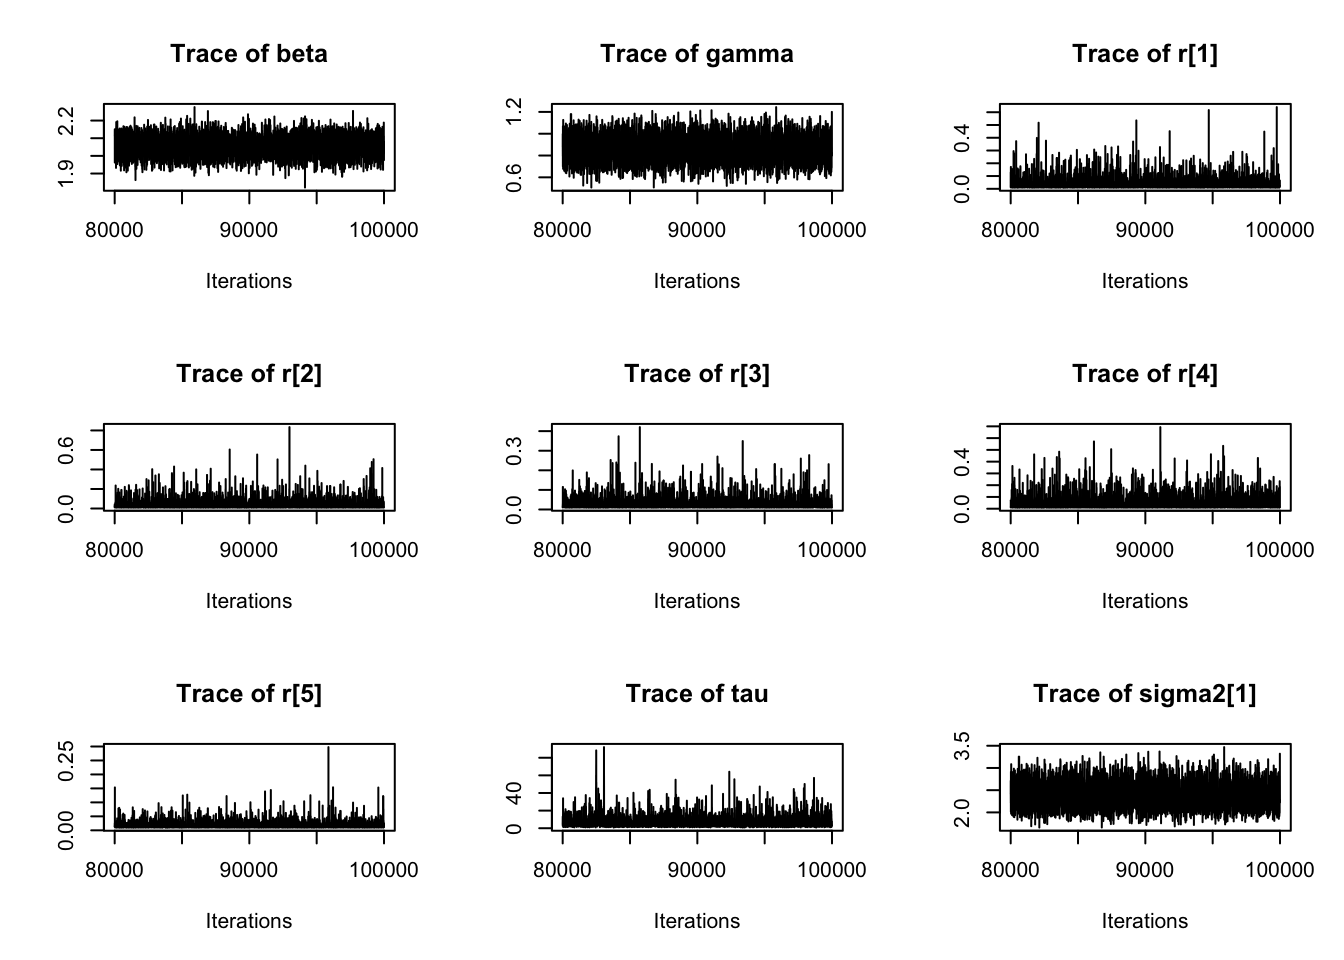 Trace of beta
Trace of gamma
Trace of r[1]
2.2
1.9
1.2
0.6
0.4
0.0
80000 90000 100000
80000 90000 100000
80000 90000 100000
Iterations
Iterations
Iterations
Trace of r[2]
Trace of r[3]
Trace of r[4]
0.6
0.0
0.3
0.0
0.4
0.0
80000 90000 100000
80000 90000 100000
80000 90000 100000
Iterations
Iterations
Iterations
Trace of r[5]
Trace of tau
Trace of sigma2[1]
0.25
0.00
40
0
3.5
2.0
80000 90000 100000
80000 90000 100000
80000 90000 100000
Iterations
Iterations
Iterations